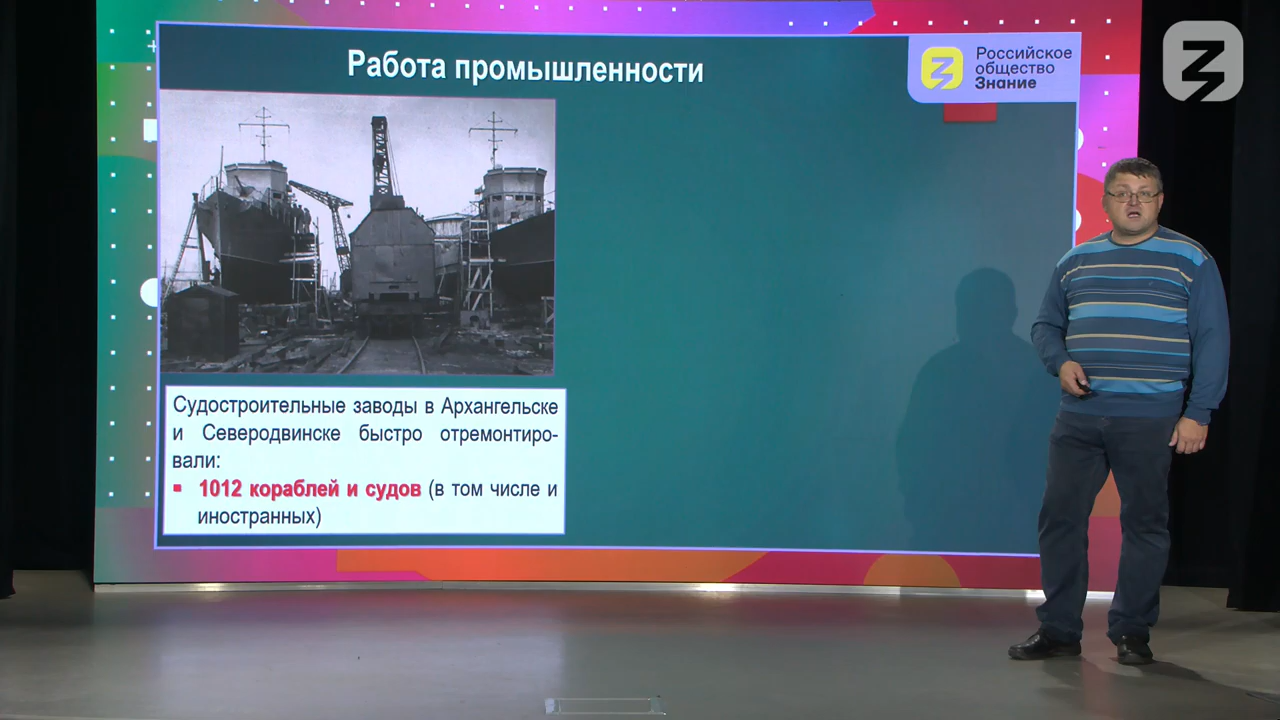 Работа промышленности
Российское
общество
Знание
Судостроительные заводы в Архангельске
и Северодвинске быстро отремонтиро-
вали:
▪ 1012 кораблей и судов (в том числе и
иностранных)